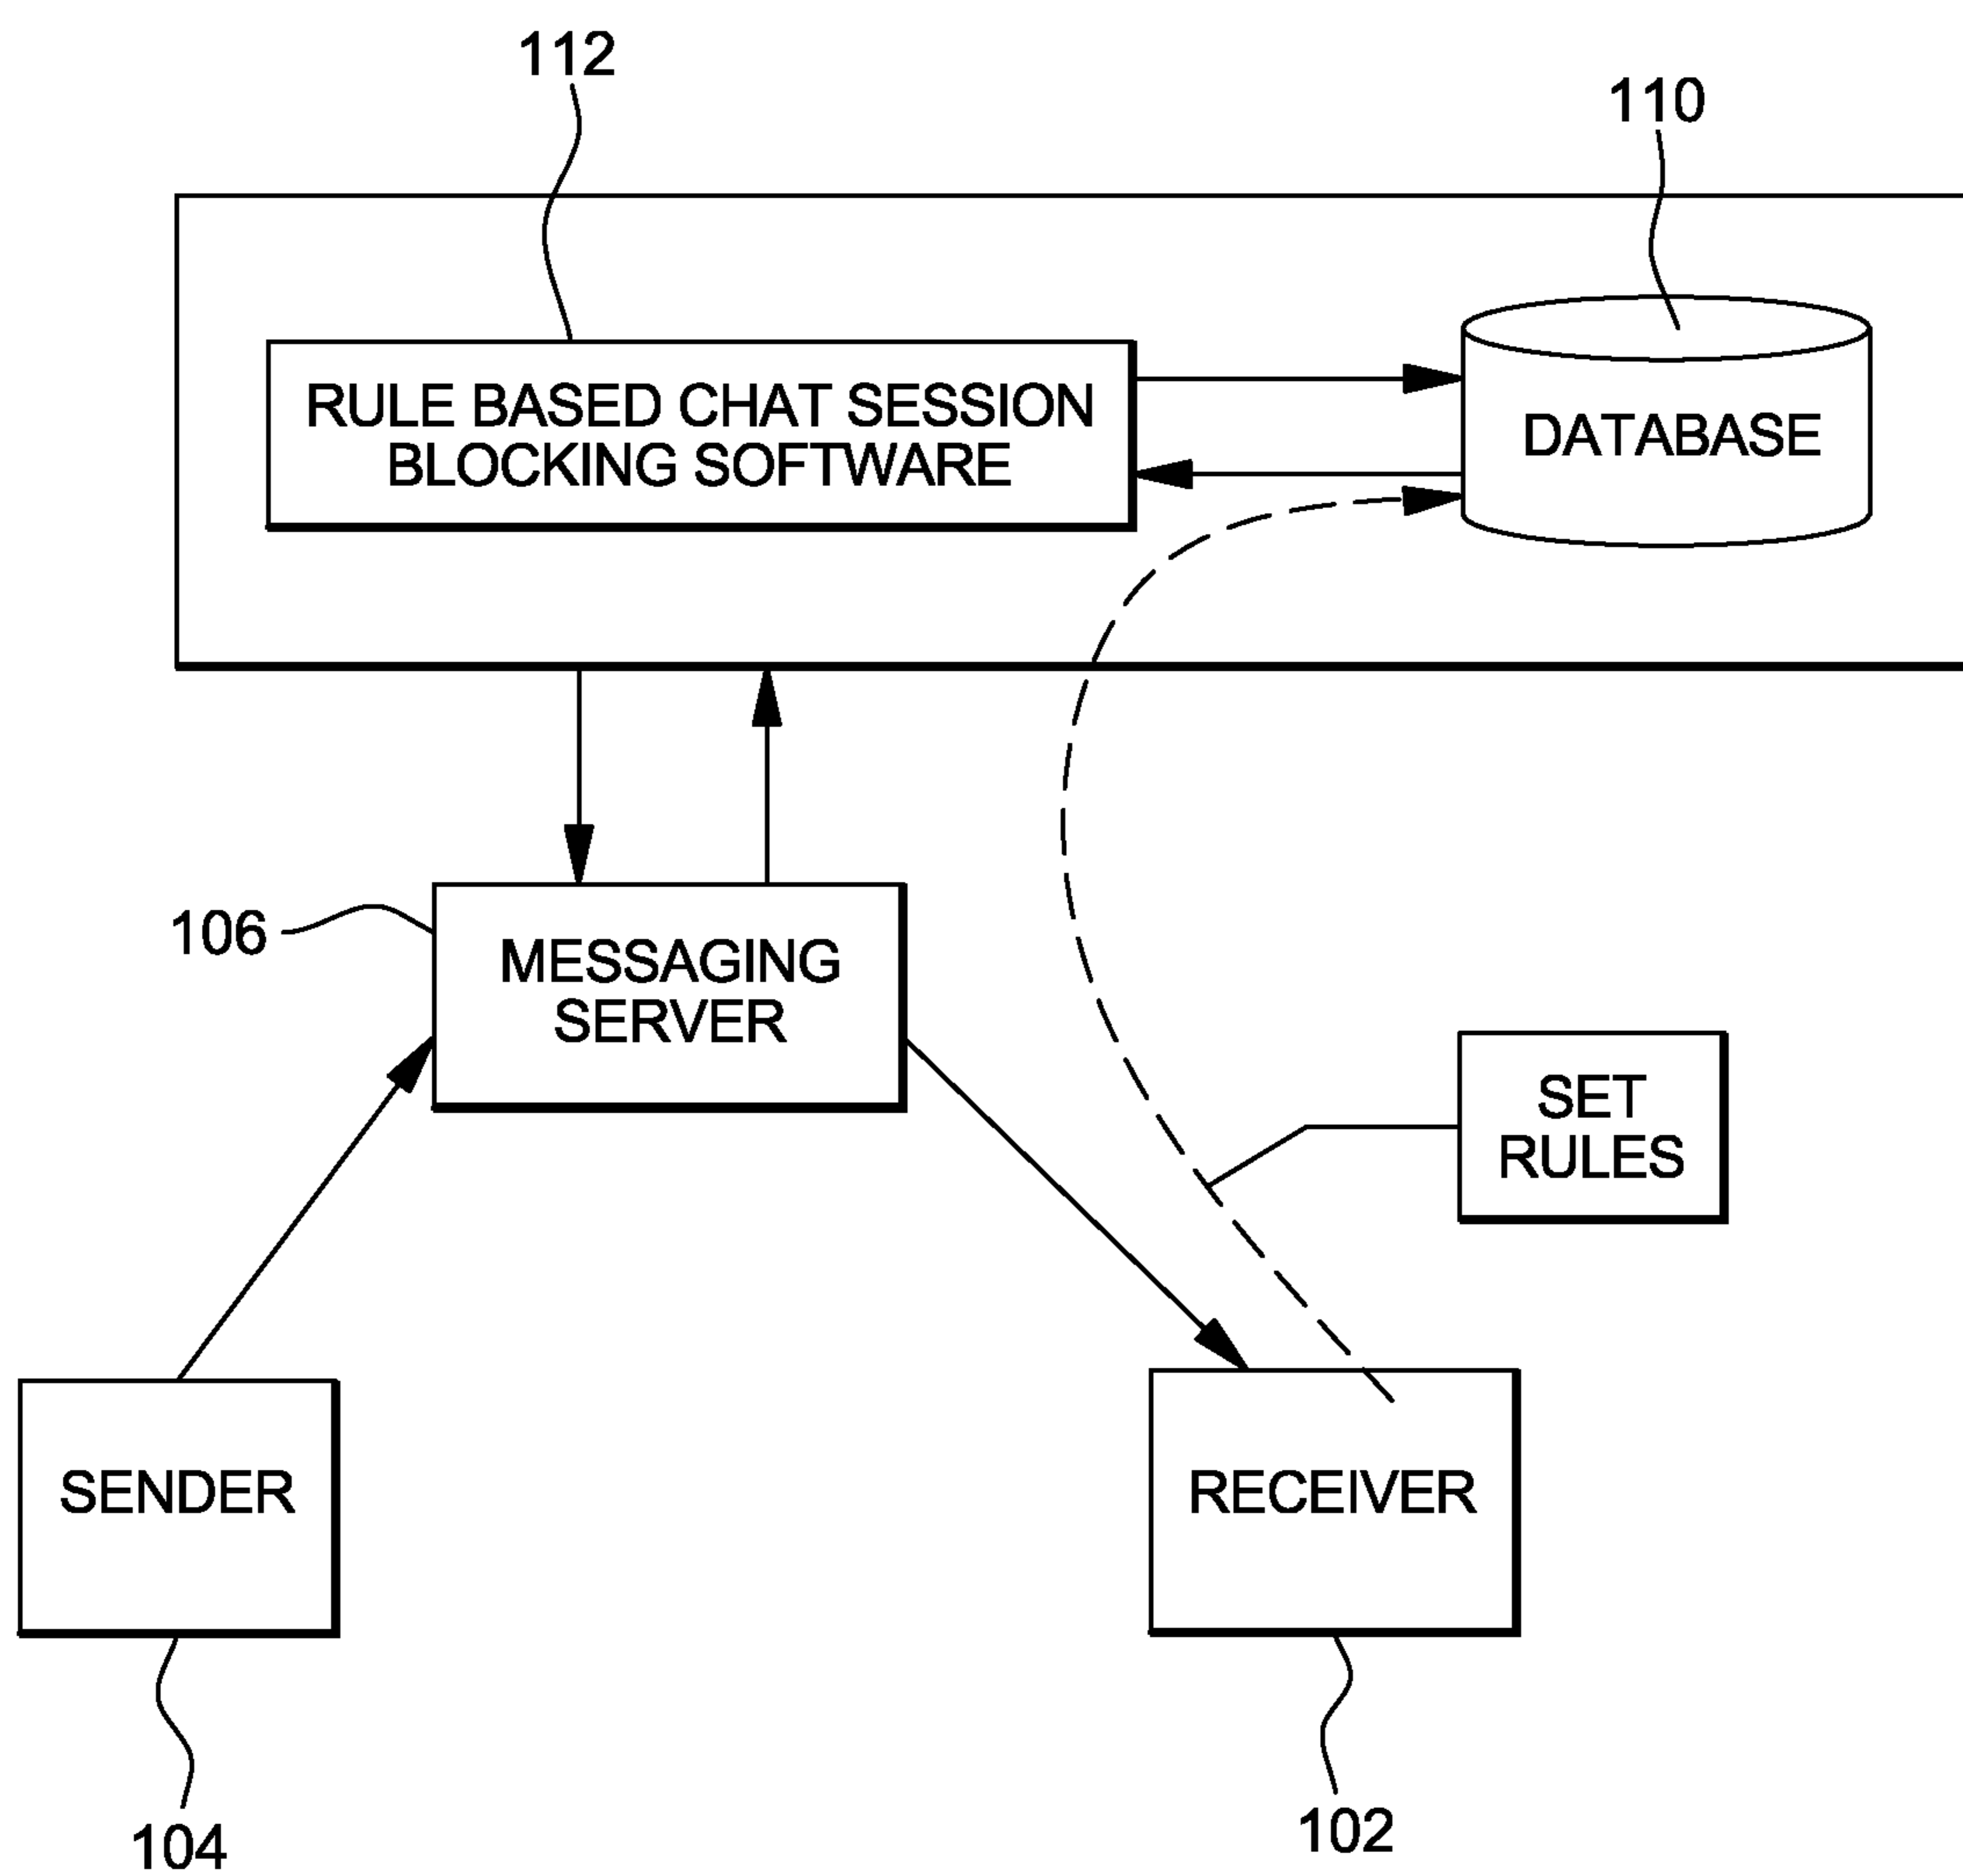 112
110
RULE BASED CHAT SESSION
BLOCKING SOFTWARE
DATABASE
106
MESSAGING
SERVER
SET
RULES
SENDER
RECEIVER
104
102